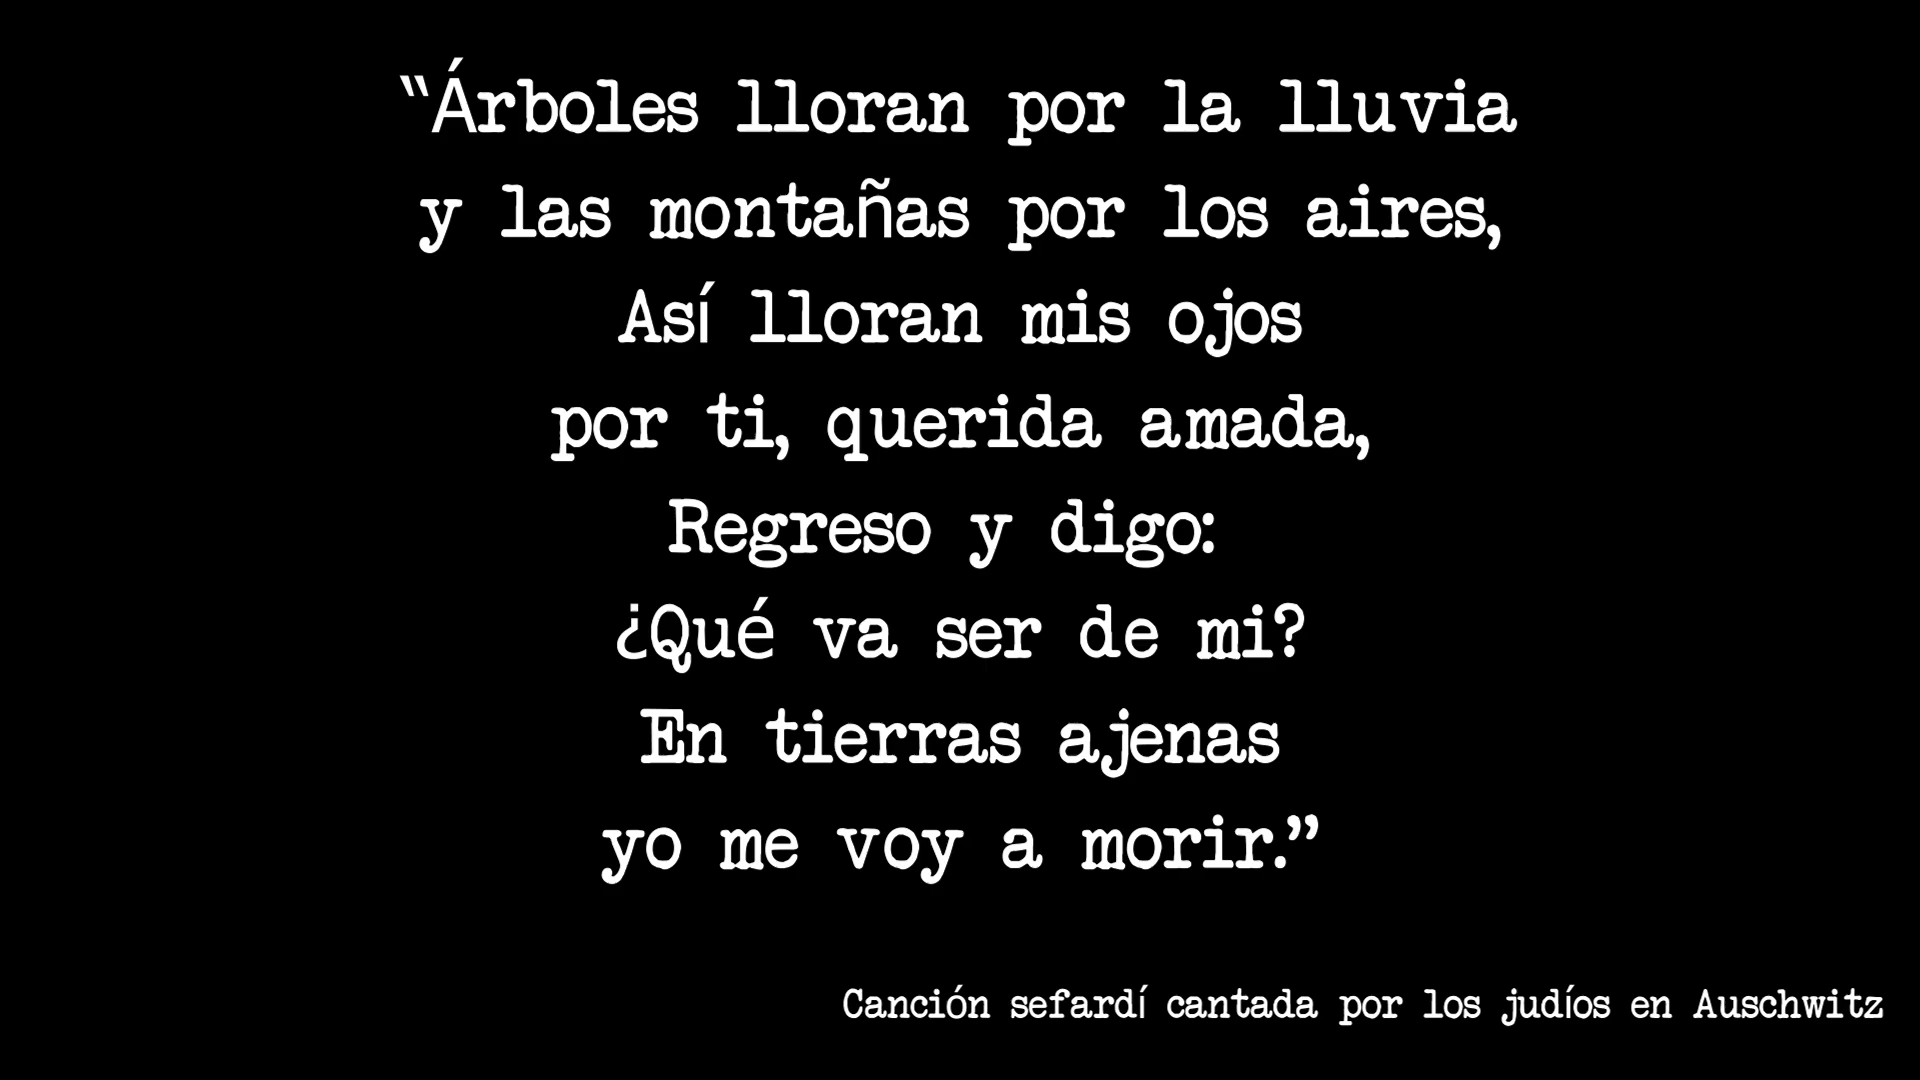 “Árboles lloran por la lluvia
y las montañas por los aires,
Así lloran mis ojos
por ti, querida amada,
Regreso y digo:
¿Qué va ser de mi?
En tierras ajenas
yo me voy a morir.”
Canción sefardí cantada por los judíos en Auschwitz